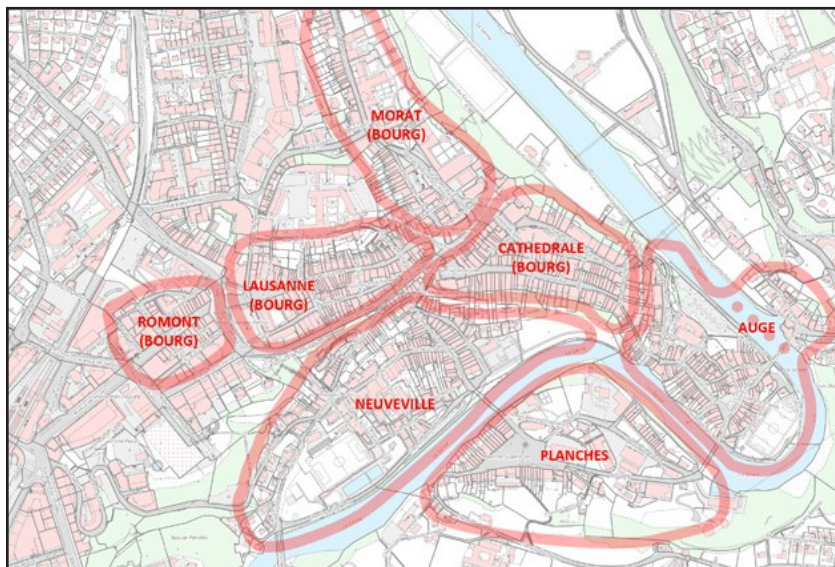 MORAT
(BOURG)
CATHEDRALE
(BOURG)
LAUSANNE
(BOURG)
ROMONT
(BOURG)
AUGE
NEUVEVILLE
PLANCHES